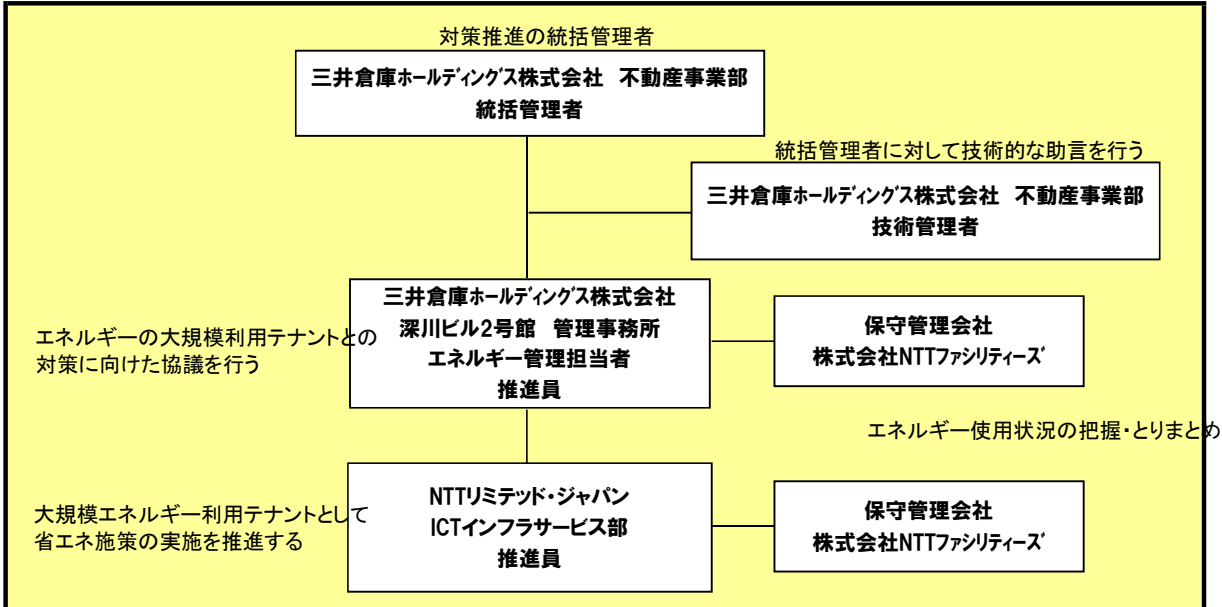 対策推進の統括管理者
三井倉庫ホールディングス株式会社　不動産事業部
統括管理者
統括管理者に対して技術的な助言を行う
三井倉庫ホールディングス株式会社　不動産事業部
技術管理者
三井倉庫ホールディングス株式会社
深川ビル2号館　管理事務所
エネルギー管理担当者
推進員
エネルギーの大規模利用テナントとの
対策に向けた協議を行う
保守管理会社
株式会社NTTファシリティーズ
エネルギー使用状況の把握・とりまとめ
NTTリミテッド・ジャパン
ICTインフラサービス部
推進員
大規模エネルギー利用テナントとして
省エネ施策の実施を推進する
保守管理会社
株式会社NTTファシリティーズ